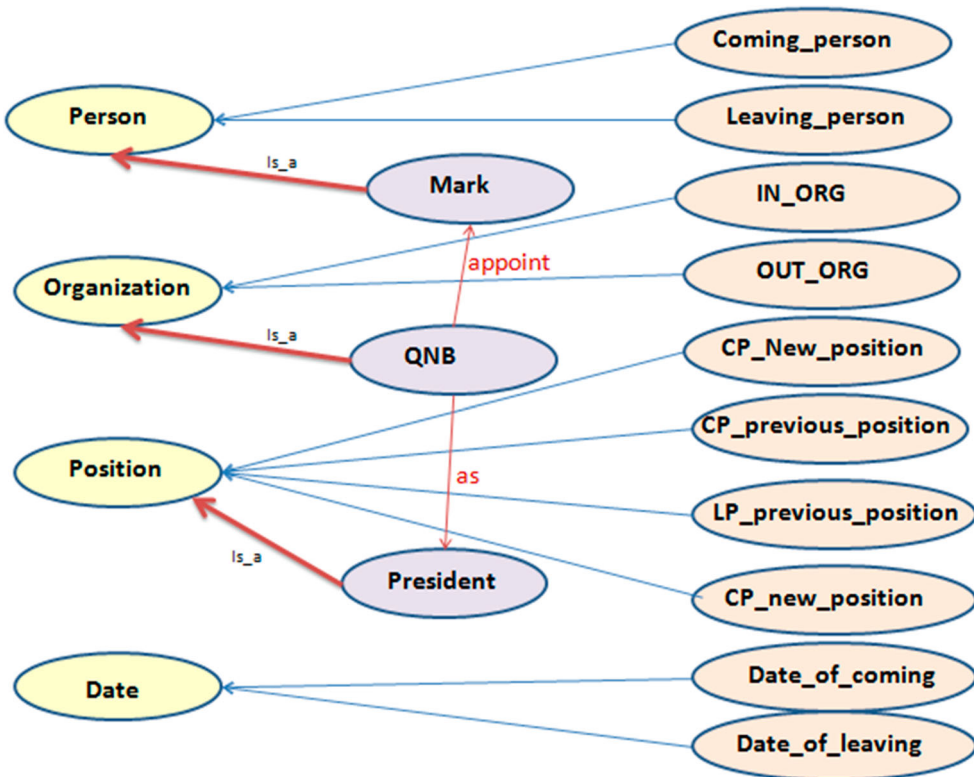 Coming_person
Person
Leaving_person
Is_a
Mark
IN_ORG
appoint
OUT_ORG
Organization
Is_a
QNB
CP_New_position
CP_previous_position
Position
as
LP_previous_position
Is_a
President
CP_new_position
Date
Date_of_coming
Date_of_leaving